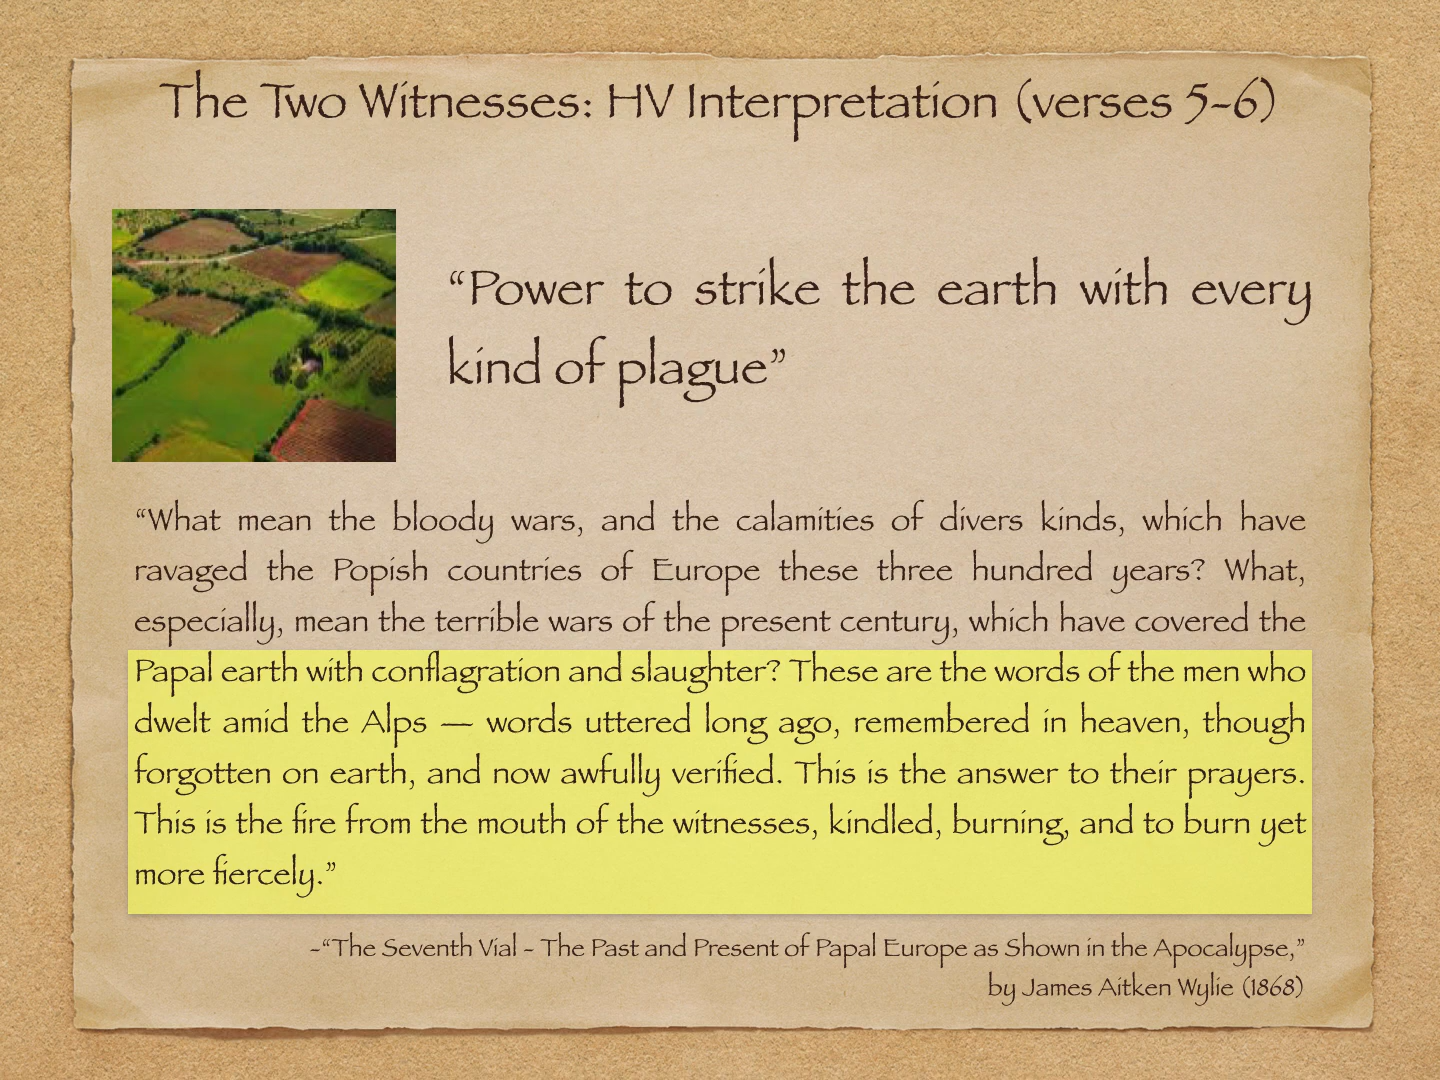 The Two Witnesses: HV Interpretation (verses 5-6)
“Power to strike the earth with every
kind of plague”
“What mean the bloody wars, and the calamities of divers kinds, which have
ravaged the Popish countries of Europe these three hundred years? What,
especially, mean the terrible wars of the present century, which have covered the
Papal earth with conflagration and slaughter? These are the words of the men who
dwelt amid the Alps — words uttered long ago, remembered in heaven, though
forgotten on earth, and now awfully verified. This is the answer to their prayers.
This is the fire from the mouth of the witnesses, kindled, burning, and to burn yet
more fiercely.”
-“The Seventh Vial - The Past and Present of Papal Europe as Shown in the Apocalypse,”
by James Aitken Wylie (1868)